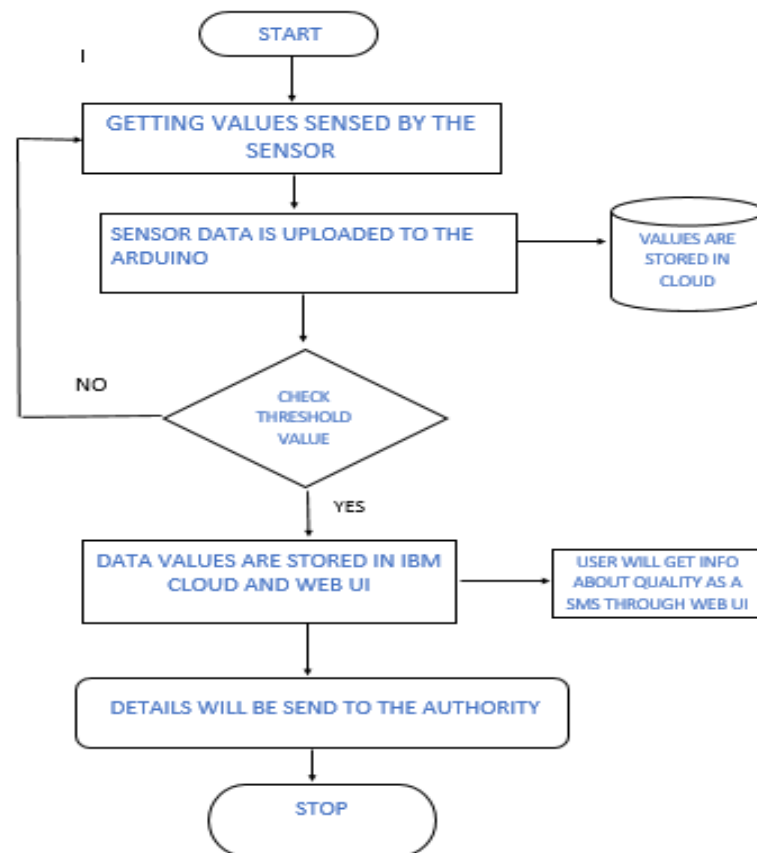 START
I
GETTING VALUES SENSED BY THE
SENSOR
SENSOR DATA IS UPLOADED TO THE
ARDUINO
VALUES ARE
STORED IN
CLOUD
NO
CHECK
THRESHOLD
VALUE
YES
DATA VALUES ARE STORED IN IBM
CLOUD AND WEB UI
USER WILL GET INFO
ABOUT QUALITY AS A
SMS THROUGH WEB UI
DETAILS WILL BE SEND TO THE AUTHORITY
STOP